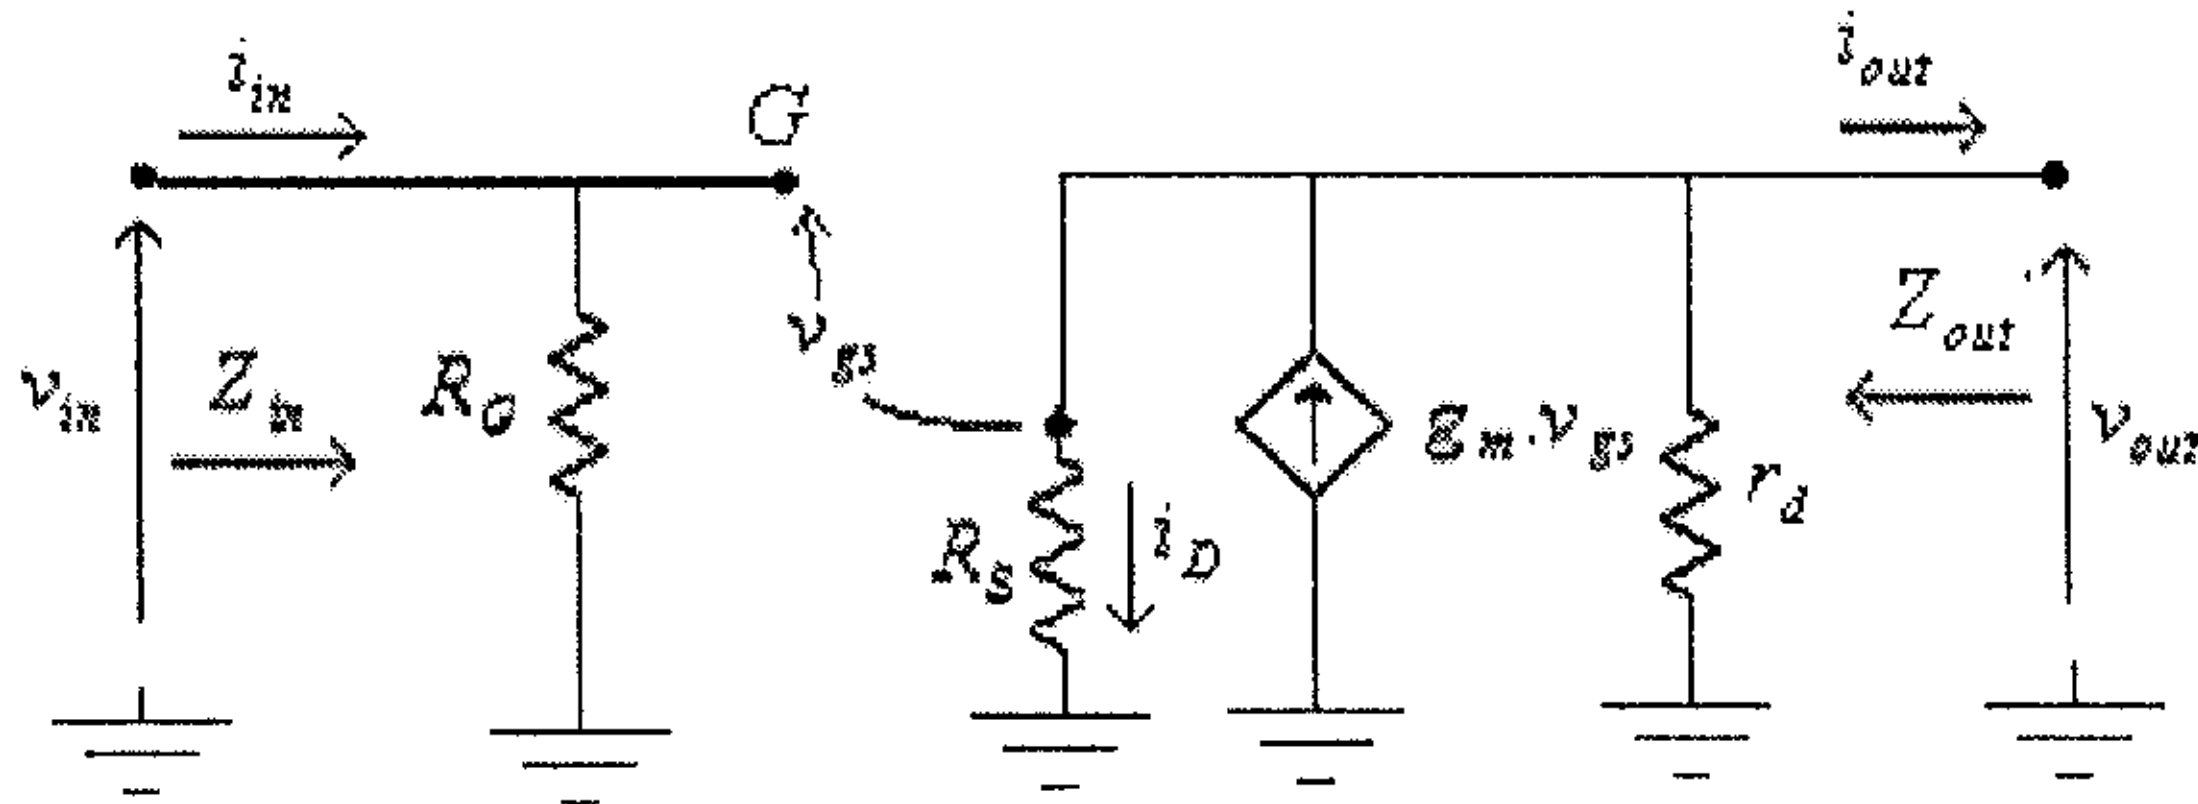 i_in
i_out
G
v_gs
Z_out
v_in
Z_in
R_G
g_m·v_gs
r_d
v_out
R_S
i_D